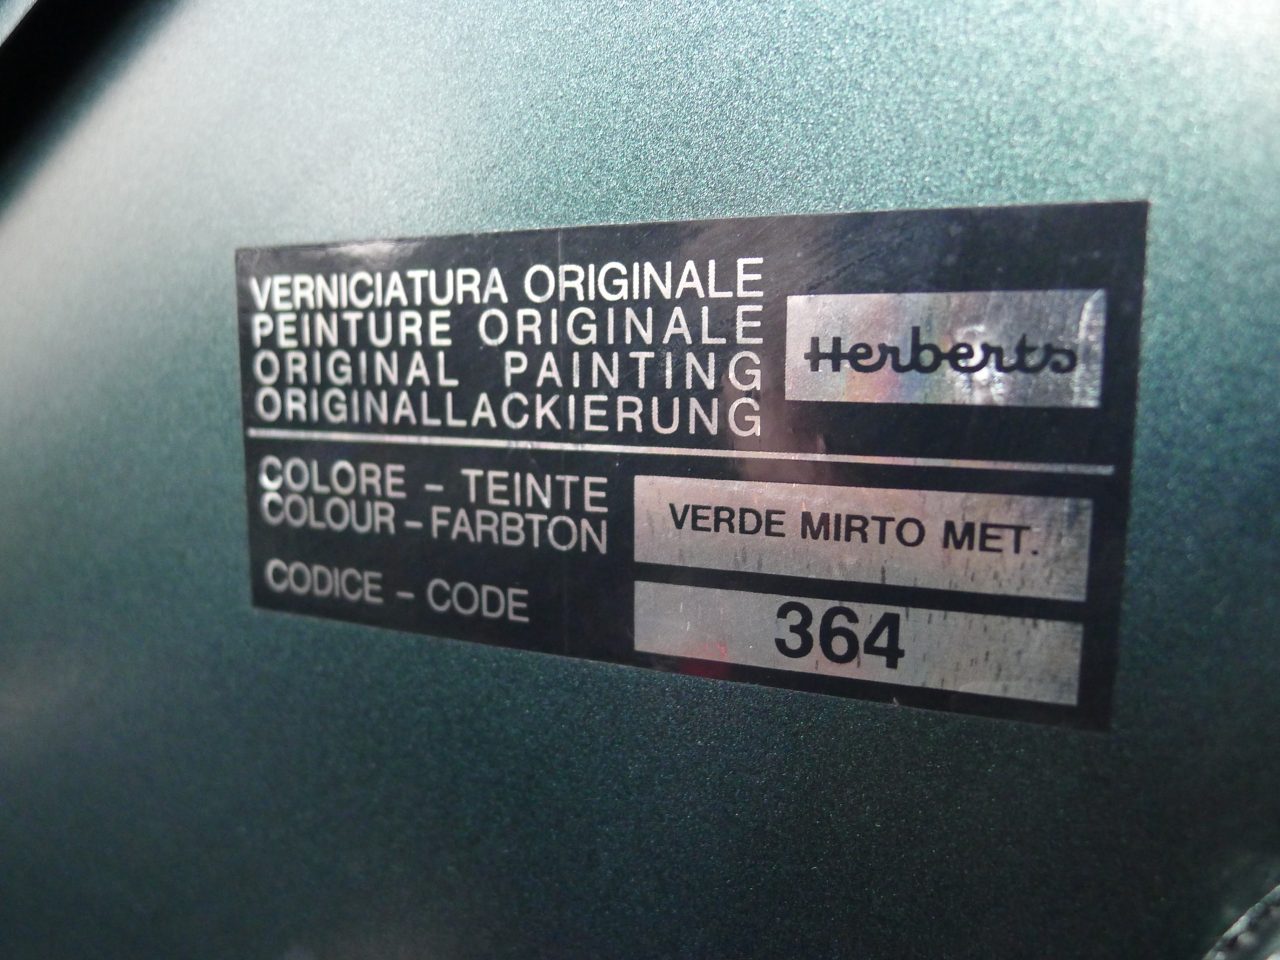 VERNICIATURA ORIGINALE
PEINTURE ORIGINALE
ORIGINAL PAINTING
ORIGINALLACKIERUNG
Herberts
COLORE - TEINTE
COLOUR - FARBTON
VERDE MIRTO MET.
CODICE - CODE
364